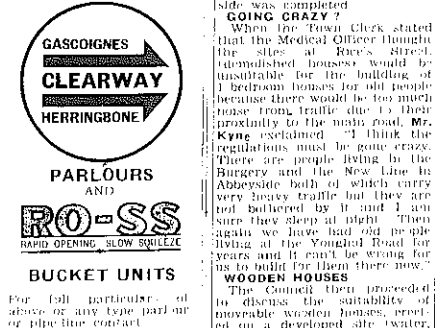 GASCOIGNES
CLEARWAY
HERRINGBONE
PARLOURS
AND
RO-SS
RAPID OPENING SLOW SQUEEZE
BUCKET UNITS
For full particulars of
above or any type parlour
or pipe line contact
side was completed
GOING CRAZY?
When the Town Clerk stated
that the Medical Officer thought
the sites at Rice's Street
(demolished houses) would be
unsuitable for the building of
1 bedroom houses for old people
because there would be too much
noise from traffic due to their
proximity to the main road, Mr.
Kyne exclaimed "I think the
regulations must be gone crazy.
There are people living in the
Burgery and the New Line in
Abbeyside both of which carry
very heavy traffic but they are
not bothered by it and I am
sure they sleep at night. Then
again we have had old people
living at the Youghal Road for
years and it can't be wrong for
us to build for them there now."
WOODEN HOUSES
The Council then proceeded
to discuss the suitability of
moveable wooden houses, erect-
ed on a developed site (water,